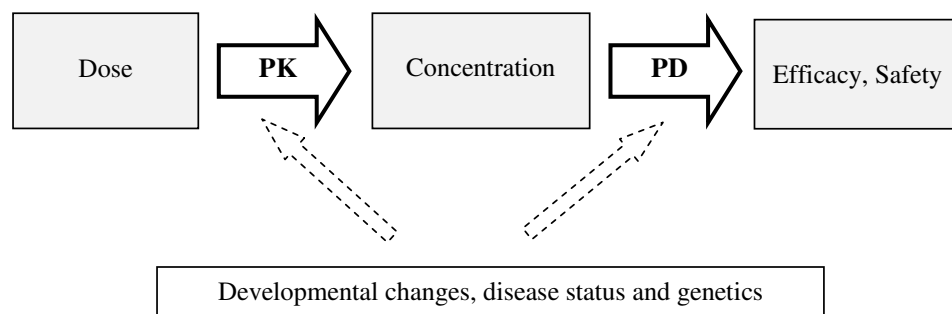 Dose
PK
Concentration
PD
Efficacy, Safety
Developmental changes, disease status and genetics